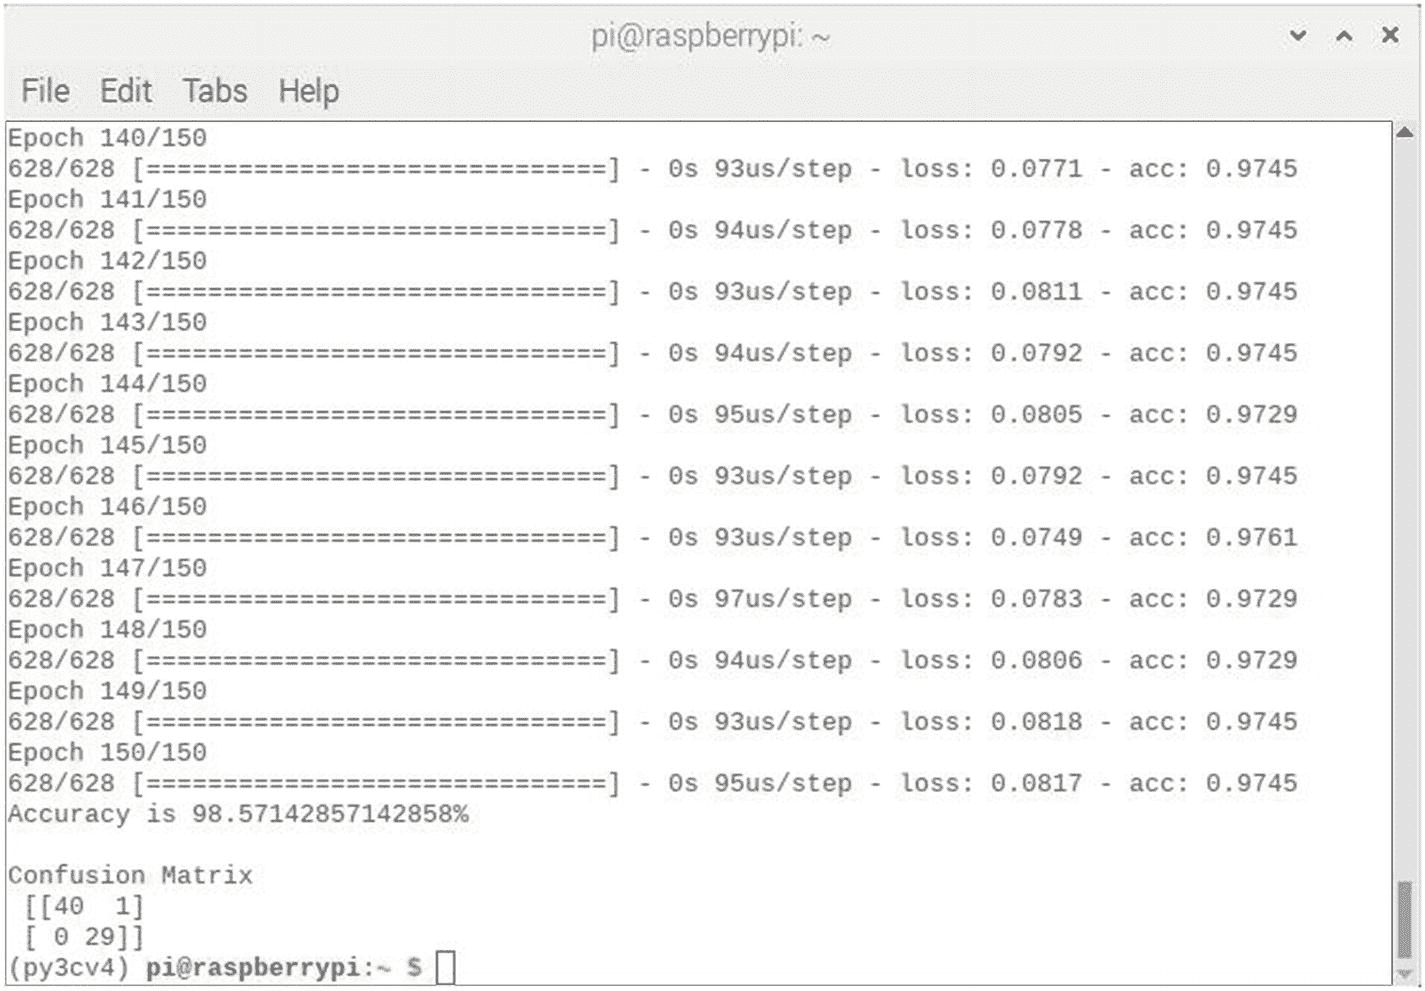 pi@raspberrypi: ~
File Edit Tabs Help
Epoch 140/150
628/628 [==============================] - 0s 93us/step - loss: 0.0771 - acc: 0.9745
Epoch 141/150
628/628 [==============================] - 0s 94us/step - loss: 0.0778 - acc: 0.9745
Epoch 142/150
628/628 [==============================] - 0s 93us/step - loss: 0.0811 - acc: 0.9745
Epoch 143/150
628/628 [==============================] - 0s 94us/step - loss: 0.0792 - acc: 0.9745
Epoch 144/150
628/628 [==============================] - 0s 95us/step - loss: 0.0805 - acc: 0.9729
Epoch 145/150
628/628 [==============================] - 0s 93us/step - loss: 0.0792 - acc: 0.9745
Epoch 146/150
628/628 [==============================] - 0s 93us/step - loss: 0.0749 - acc: 0.9761
Epoch 147/150
628/628 [==============================] - 0s 97us/step - loss: 0.0783 - acc: 0.9729
Epoch 148/150
628/628 [==============================] - 0s 94us/step - loss: 0.0806 - acc: 0.9729
Epoch 149/150
628/628 [==============================] - 0s 93us/step - loss: 0.0818 - acc: 0.9745
Epoch 150/150
628/628 [==============================] - 0s 95us/step - loss: 0.0817 - acc: 0.9745
Accuracy is 98.57142857142858%
Confusion Matrix
[[40 1]
[ 0 29]]
(py3cv4) pi@raspberrypi:~ $